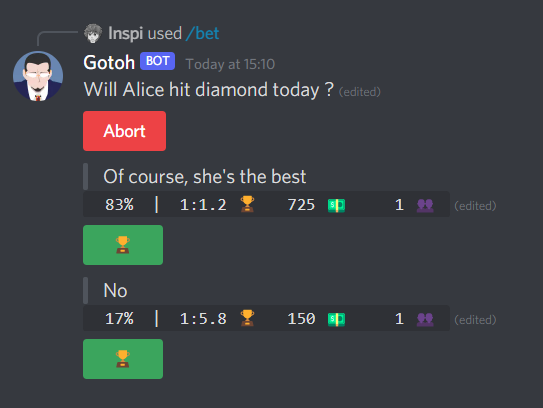 Inspi used /bet
Gotoh BOT Today at 15:10
Will Alice hit diamond today ? (edited)
Abort
Of course, she's the best
83% | 1:1.2 725 1 (edited)
No
17% | 1:5.8 150 1 (edited)